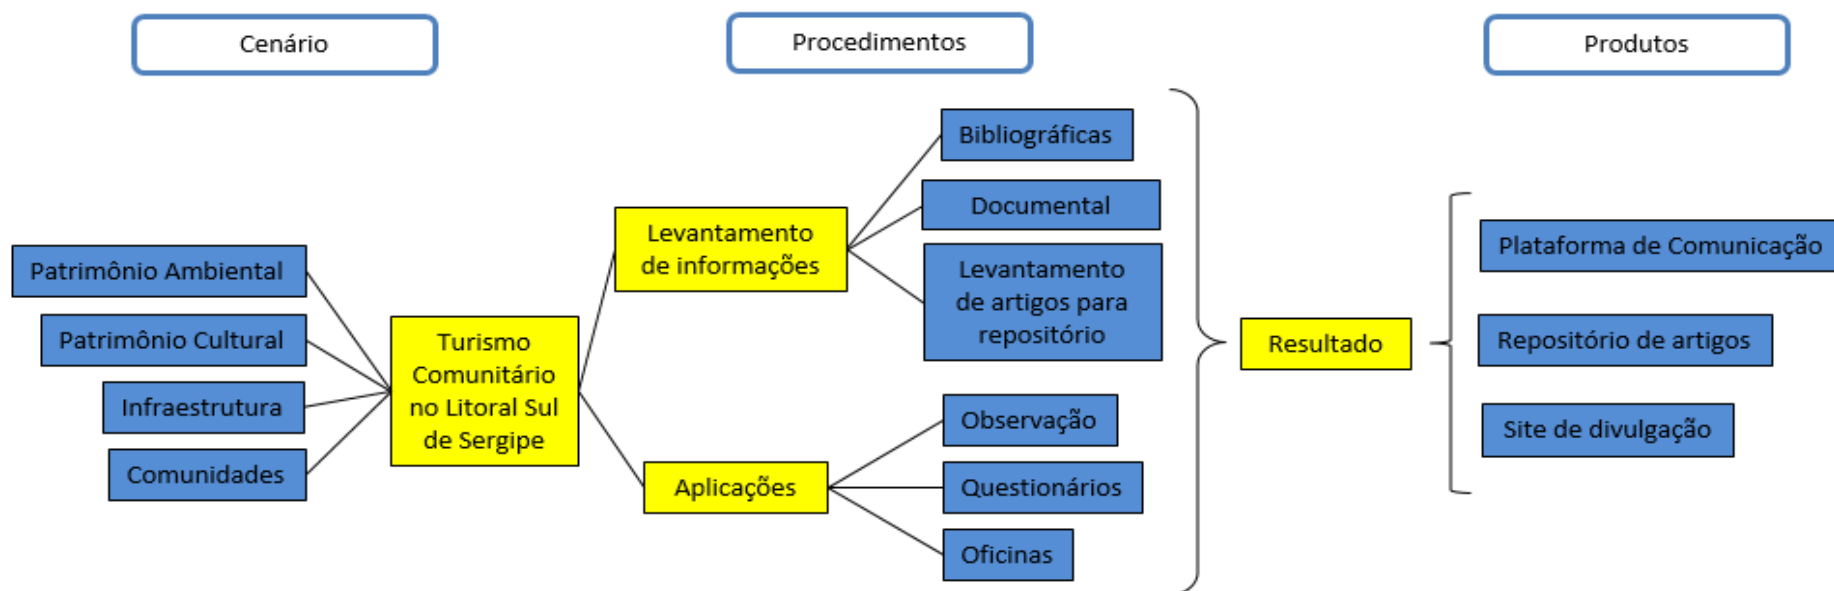 Cenário
Procedimentos
Produtos
Patrimônio Ambiental
Patrimônio Cultural
Infraestrutura
Comunidades
Turismo
Comunitário
no Litoral Sul
de Sergipe
Levantamento
de informações
Aplicações
Bibliográficas
Documental
Levantamento
de artigos para
repositório
Observação
Questionários
Oficinas
Resultado
Plataforma de Comunicação
Repositório de artigos
Site de divulgação